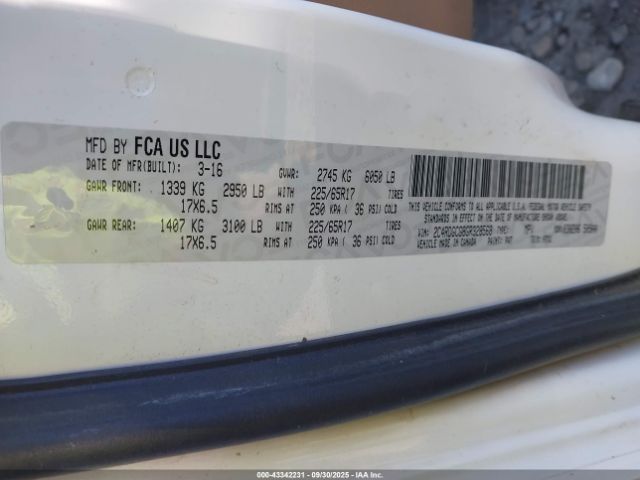 MFD BY FCA US LLC
DATE OF MFR(BUILT): 3-16 GVWR: 2745 KG 6050 LB
GAWR FRONT: 1339 KG 2950 LB WITH 225/65R17 TIRES
17X6.5 RIMS AT 250 KPA ( 36 PSI) COLD
GAWR REAR: 1407 KG 3100 LB WITH 225/65R17 TIRES
17X6.5 RIMS AT 250 KPA ( 36 PSI) COLD
THIS VEHICLE CONFORMS TO ALL APPLICABLE U.S.A. FEDERAL MOTOR VEHICLE SAFETY
STANDARDS IN EFFECT ON THE DATE OF MANUFACTURE SHOWN ABOVE.
VIN: TYPE: MPV
VEHICLE MADE IN CANADA PAINT:
000-43342231 - 09/30/2025 - IAA Inc.